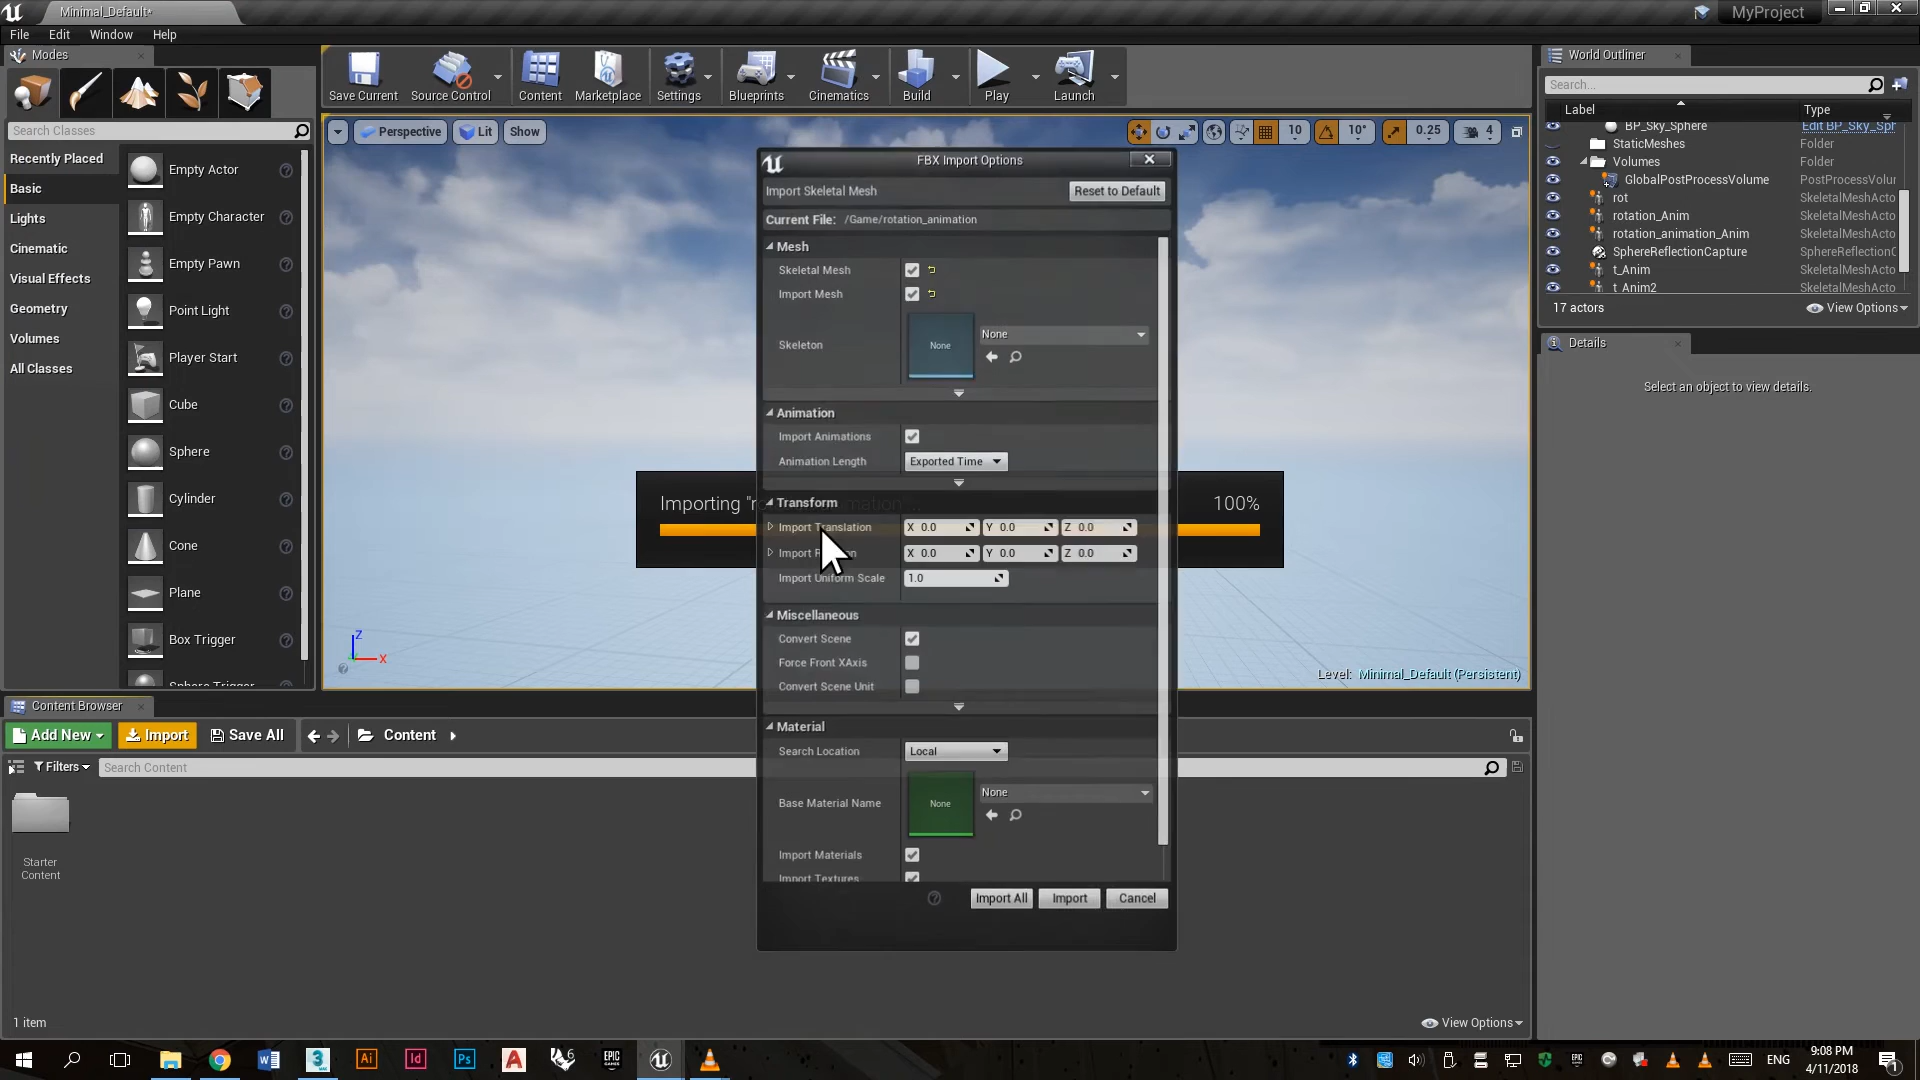 Minimal_Default*
MyProject
File Edit Window Help
Modes
Search Classes
Recently Placed
Basic
Lights
Cinematic
Visual Effects
Geometry
Volumes
All Classes
Empty Actor
Empty Character
Empty Pawn
Point Light
Player Start
Cube
Sphere
Cylinder
Cone
Plane
Box Trigger
Sphere Trigger
Save Current Source Control Content Marketplace Settings Blueprints Cinematics Build Play Launch
Perspective Lit Show
10 10° 0.25 4
FBX Import Options
Import Skeletal Mesh Reset to Default
Current File: /Game/rotation_animation
Mesh
Skeletal Mesh
Import Mesh
Skeleton None None
Animation
Import Animations
Animation Length Exported Time
Transform
Import Translation X 0.0 Y 0.0 Z 0.0
Import X 0.0 Y 0.0 Z 0.0
Import Uniform Scale 1.0
Miscellaneous
Convert Scene
Force Front XAxis
Convert Scene Unit
Material
Search Location Local
Base Material Name None None
Import Materials
Import Textures
Import All Import Cancel
Importing "ro
100%
Z
X
Level: Minimal_Default (Persistent)
World Outliner
Search...
Label Type
BP_Sky_Sphere Edit BP_Sky_Sph
StaticMeshes Folder
Volumes Folder
GlobalPostProcessVolume PostProcessVolur
rot SkeletalMeshActo
rotation_Anim SkeletalMeshActo
rotation_animation_Anim SkeletalMeshActo
SphereReflectionCapture SphereReflectionC
t_Anim SkeletalMeshActo
t_Anim2 SkeletalMeshActo
17 actors View Options
Details
Select an object to view details.
Content Browser
Add New Import Save All Content
Filters Search Content
Starter
Content
1 item View Options
ENG
9:08 PM
4/11/2018